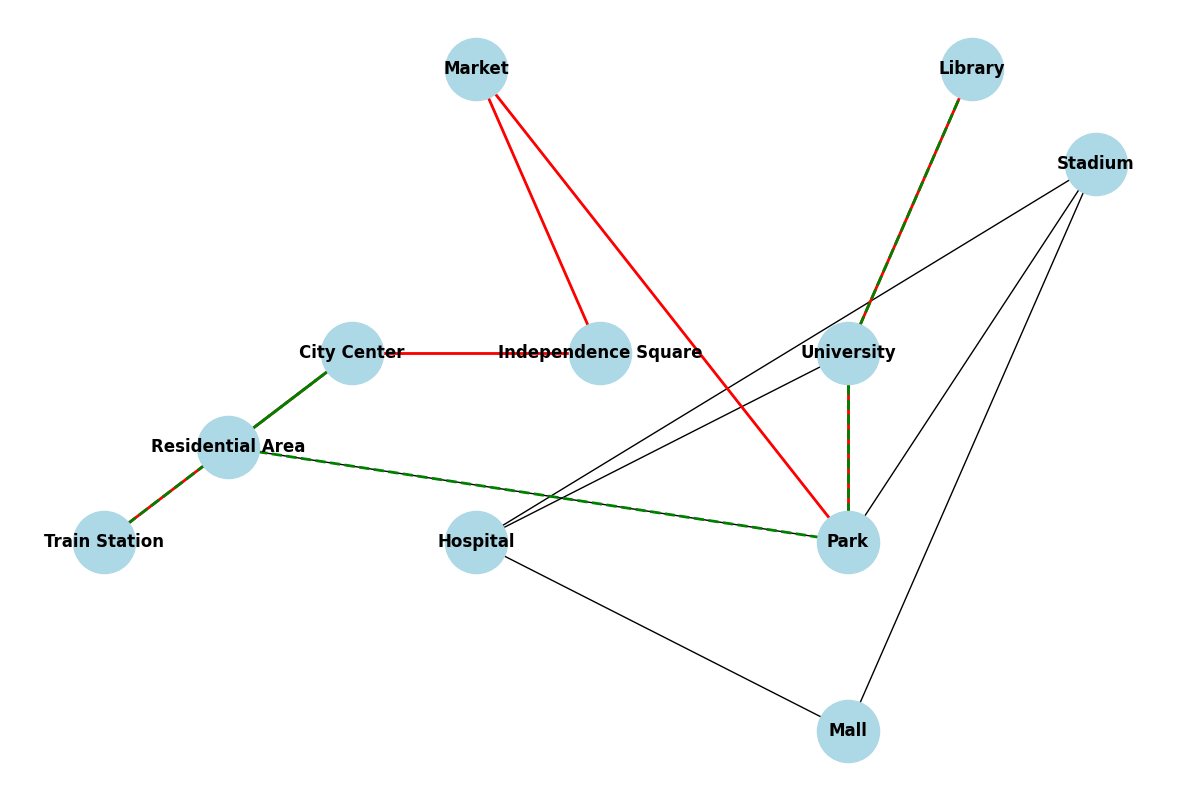 Market
Library
Stadium
City Center
Independence Square
University
Residential Area
Train Station
Hospital
Park
Mall